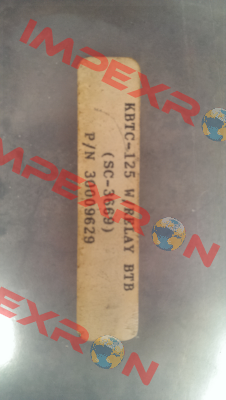 KBTC-125 W/RELAY BTB
(SC-3669)
P/N 30009629
IMPEXRON
IMPEXRON
IMPEXRON